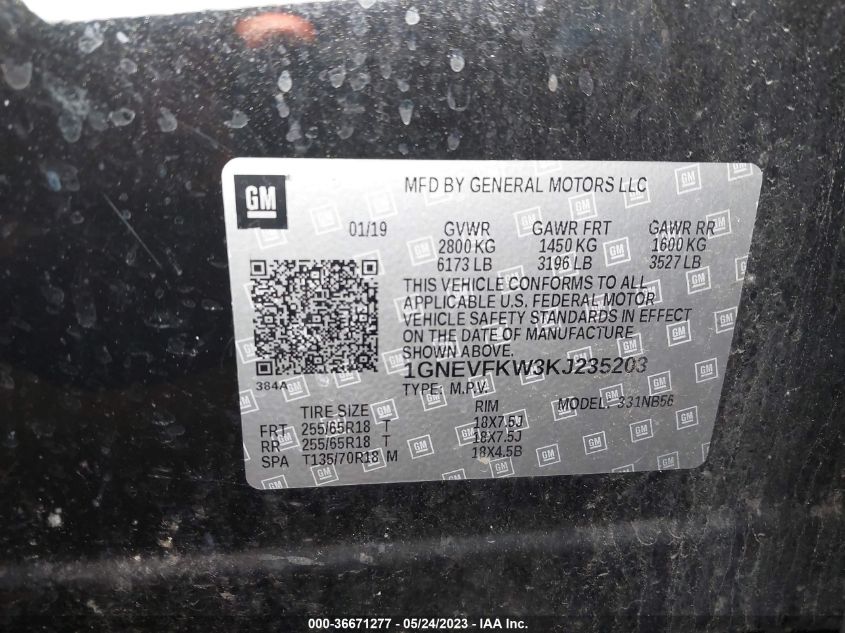 GM
MFD BY GENERAL MOTORS LLC
01/19 GVWR GAWR FRT GAWR RR
2800 KG 1450 KG 1600 KG
6173 LB 3196 LB 3527 LB
THIS VEHICLE CONFORMS TO ALL
APPLICABLE U.S. FEDERAL MOTOR
VEHICLE SAFETY STANDARDS IN EFFECT
ON THE DATE OF MANUFACTURE
SHOWN ABOVE.
1GNEVFKW3KJ235203
384A
TYPE: M.P.V.
MODEL: 331NB56
TIRE SIZE RIM
FRT 255/65R18 T 18X7.5J
RR 255/65R18 T 18X7.5J
SPA T135/70R18 M 18X4.5B
000-36671277 — 05/24/2023 — IAA Inc.